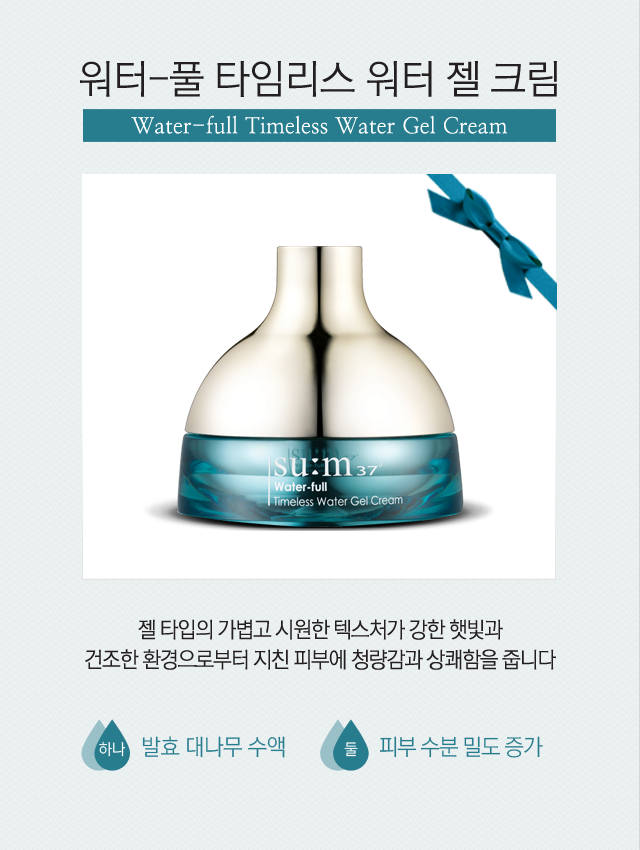 워터-풀 타임리스 워터 젤 크림
Water-full Timeless Water Gel Cream
su:m37°
Water-full
Timeless Water Gel Cream
젤 타입의 가볍고 시원한 텍스처가 강한 햇빛과
건조한 환경으로부터 지친 피부에 청량감과 상쾌함을 줍니다
하나 발효 대나무 수액
둘 피부 수분 밀도 증가